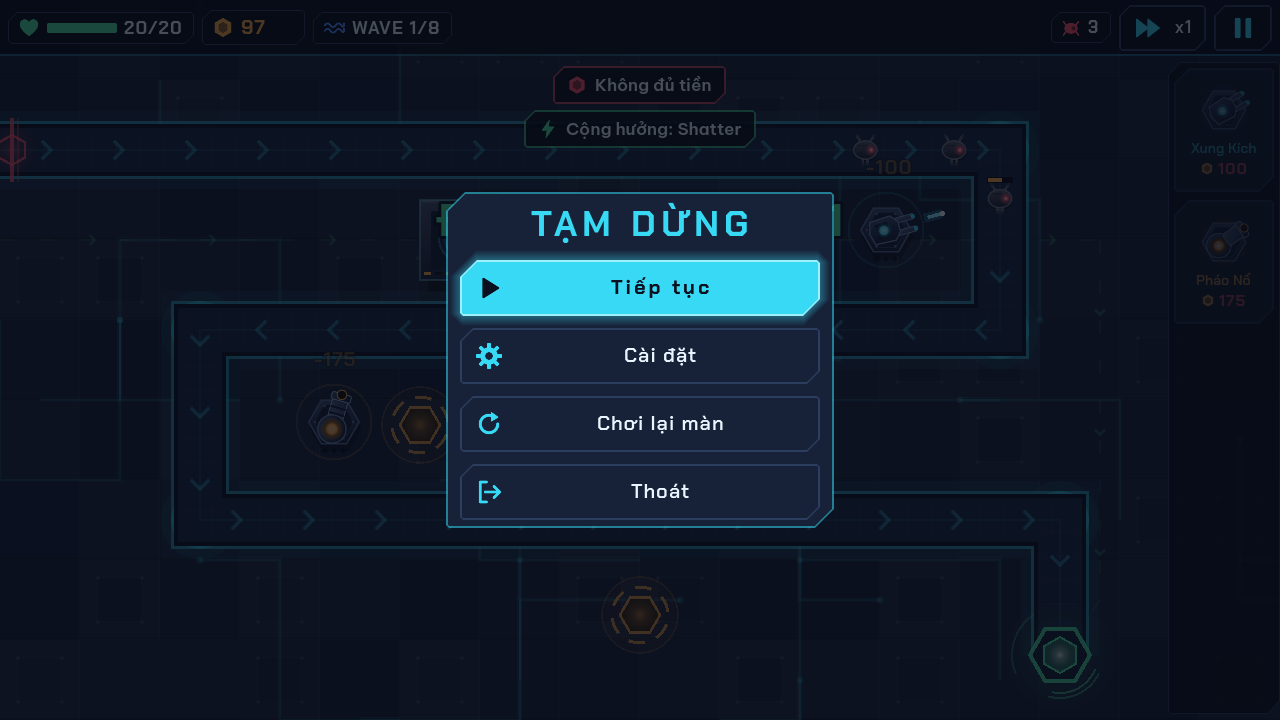 20/20
97
WAVE 1/8
3
x1
Không đủ tiền
Cộng hưởng: Shatter
-100
Xung Kích
100
TẠM DỪNG
Tiếp tục
Pháo Nổ
175
Cài đặt
-175
Chơi lại màn
Thoát